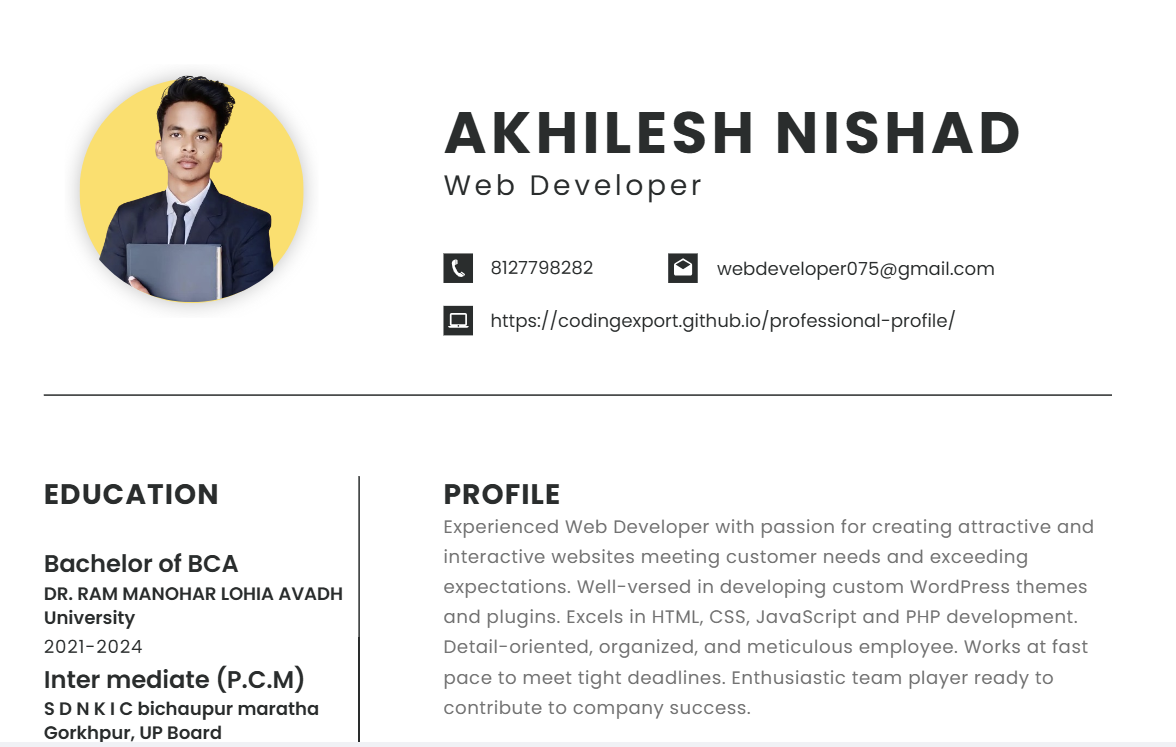 AKHILESH NISHAD
Web Developer
8127798282
webdeveloper075@gmail.com
https://codingexport.github.io/professional-profile/
EDUCATION
Bachelor of BCA
DR. RAM MANOHAR LOHIA AVADH
University
2021-2024
Inter mediate (P.C.M)
S D N K I C bichaupur maratha
Gorkhpur, UP Board
PROFILE
Experienced Web Developer with passion for creating attractive and
interactive websites meeting customer needs and exceeding
expectations. Well-versed in developing custom WordPress themes
and plugins. Excels in HTML, CSS, JavaScript and PHP development.
Detail-oriented, organized, and meticulous employee. Works at fast
pace to meet tight deadlines. Enthusiastic team player ready to
contribute to company success.